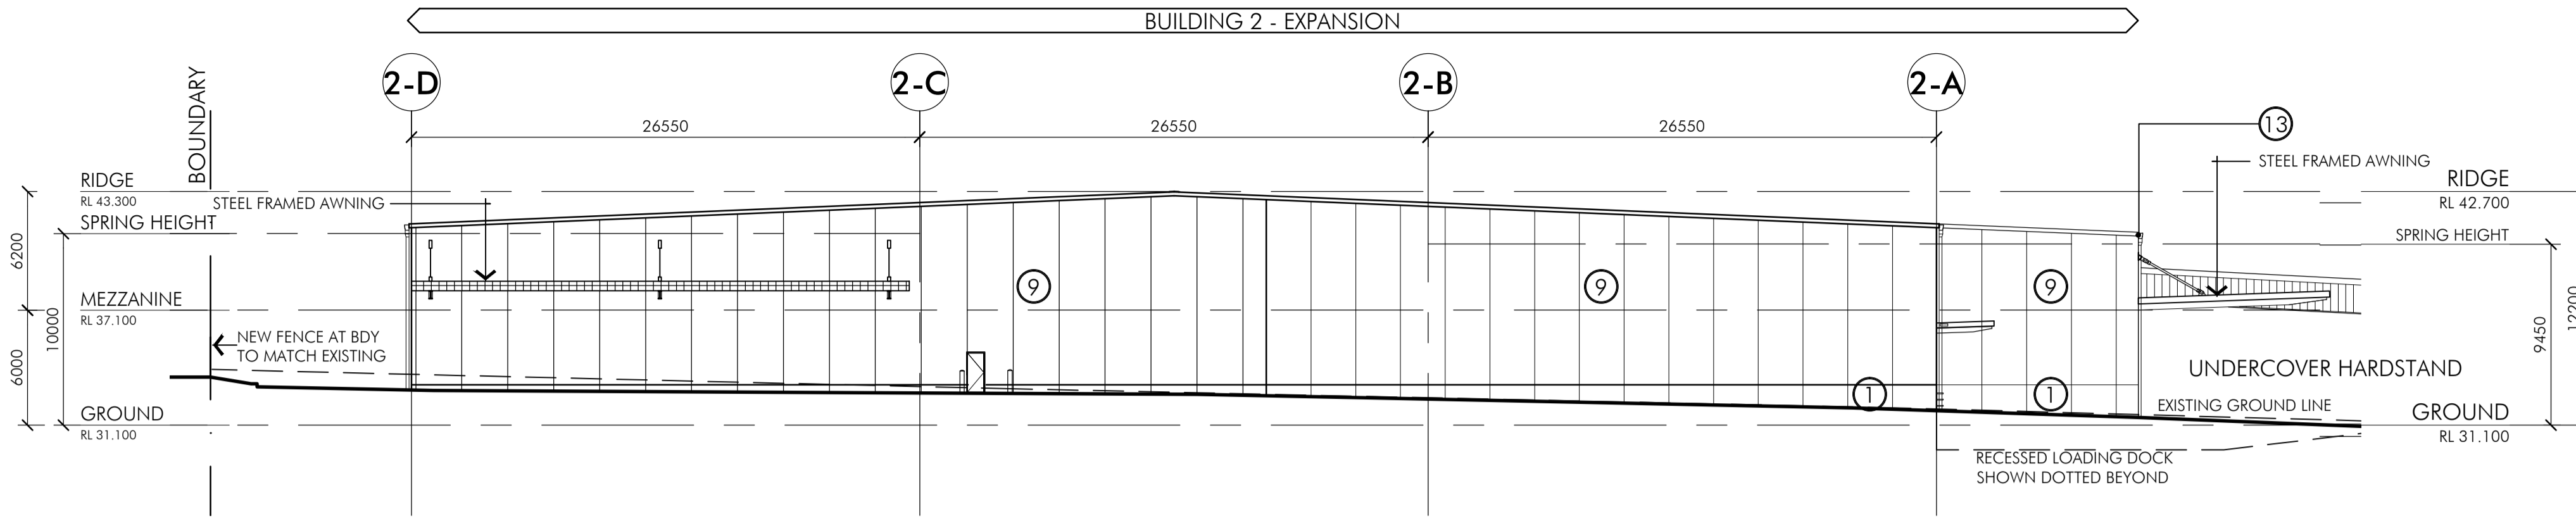 BUILDING 2 - EXPANSION
BOUNDARY
2-D
2-C
2-B
2-A
13
26550
26550
26550
STEEL FRAMED AWNING
RIDGE
RL 43.300
STEEL FRAMED AWNING
SPRING HEIGHT
RIDGE
RL 42.700
SPRING HEIGHT
6200
10000
6000
9
9
9
MEZZANINE
RL 37.100
NEW FENCE AT BDY
TO MATCH EXISTING
9450
12200
UNDERCOVER HARDSTAND
1
1
EXISTING GROUND LINE
GROUND
RL 31.100
GROUND
RL 31.100
RECESSED LOADING DOCK
SHOWN DOTTED BEYOND